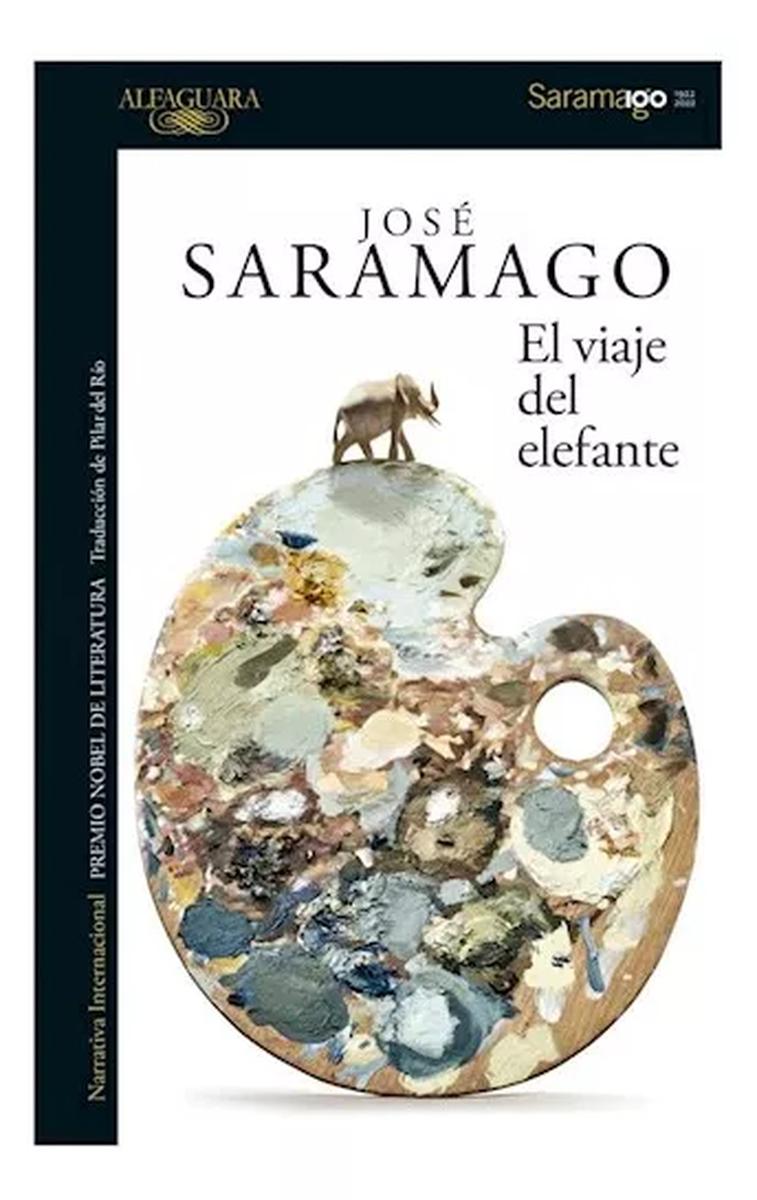 ALFAGUARA
Saramago 1922
2022
JOSÉ
SARAMAGO
El viaje
del
elefante
Narrativa Internacional PREMIO NOBEL DE LITERATURA Traducción de Pilar del Río